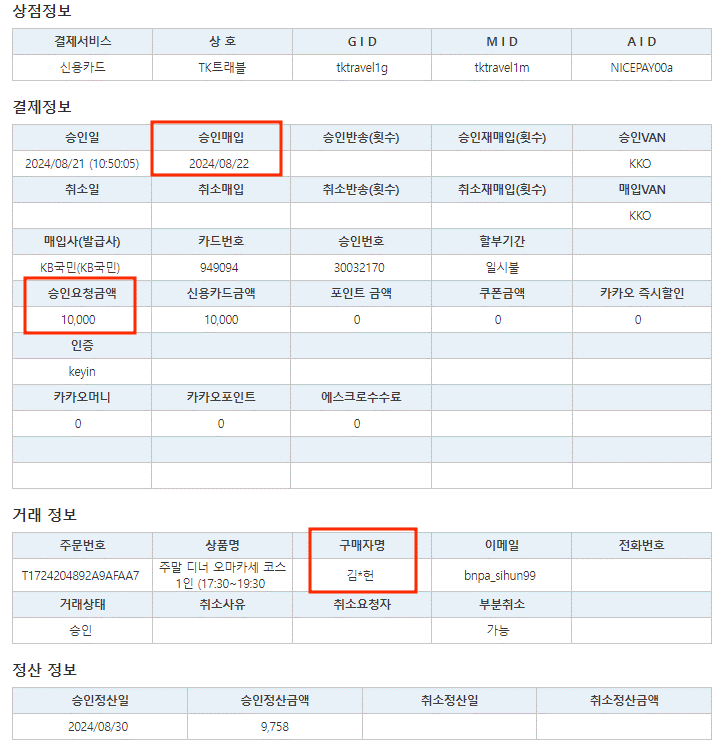 상점정보
결제서비스 상 호 G I D M I D A I D
신용카드 TK트래블 tktravel1g tktravel1m NICEPAY00a
결제정보
승인일 승인매입 승인반송(횟수) 승인재매입(횟수) 승인VAN
2024/08/21 (10:50:05) 2024/08/22 KKO
취소일 취소매입 취소반송(횟수) 취소재매입(횟수) 매입VAN
KKO
매입사(발급사) 카드번호 승인번호 할부기간
KB국민(KB국민) 949094 30032170 일시불
승인요청금액 신용카드금액 포인트 금액 쿠폰금액 카카오 즉시할인
10,000 10,000 0 0 0
인증
keyin
카카오머니 카카오포인트 에스크로수수료
0 0 0
거래 정보
주문번호 상품명 구매자명 이메일 전화번호
T1724204892A9AFAA7 주말 디너 오마카세 코스 김*헌 bnpa_sihun99
1인 (17:30~19:30
거래상태 취소사유 취소요청자 부분취소
승인 가능
정산 정보
승인정산일 승인정산금액 취소정산일 취소정산금액
2024/08/30 9,758